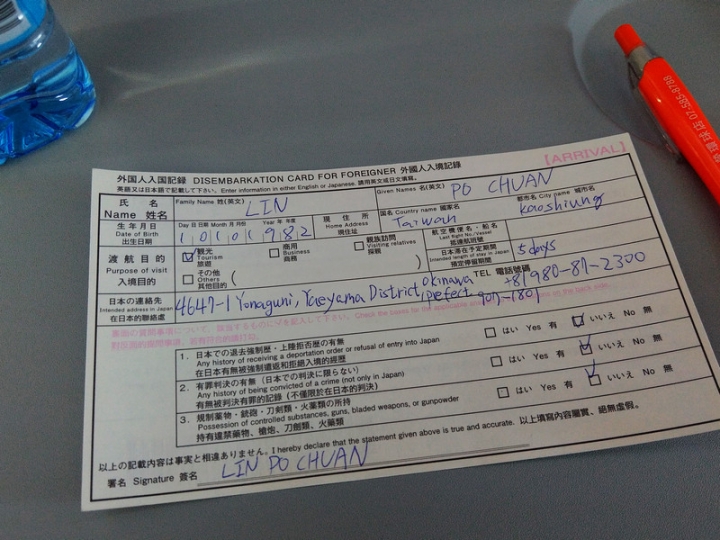 外国人入国記録 DISEMBARKATION CARD FOR FOREIGNER 外國人入境記錄
[ARRIVAL]
英語又は日本語で記載して下さい。 Enter information in either English or Japanese. 請用英文或日文填寫。
氏 名
Name 姓名
Family Name 姓(英文)
LIN
Given Names 名(英文)
PO CHUAN
生年月日
Date of Birth
出生日期
Day 日 日期 Month 月 月份 Year 年 年度
1 0 1 0 1 9 8 2
現住所
Home Address
現住址
国名 Country name 國家名
Taiwan
都市名 City name 城市名
kaoshiung
渡航目的
Purpose of visit
入境目的
観光
Tourism
旅遊
商用
Business
商務
親族訪問
Visiting relatives
探親
その他
Others
其他目的
( )
航空機便名・船名
Last flight No./Vessel
抵達航班號
日本滞在予定期間
Intended length of stay in Japan
預定停留期間
5 days
日本の連絡先
Intended address in Japan
在日本的聯絡處
4647-1 Yonaguni, Yaeyama District Okinawa
prefect 907-1801
TEL 電話號碼
+81 980-87-2300
1. 日本での退去強制歴・上陸拒否歴の有無
Any history of receiving a deportation order or refusal of entry into Japan
在日本有無被強制遣返和拒絕入境的經歷
はい Yes 有 いいえ No 無
2. 有罪判決の有無(日本での判決に限らない)
Any history of being convicted of a crime (not only in Japan)
有無被判決有罪的記錄(不僅限於在日本的判決)
はい Yes 有 いいえ No 無
3. 規制薬物・銃砲・刀剣類・火薬類の所持
Possession of controlled substances, guns, bladed weapons, or gunpowder
持有違禁藥物、槍炮、刀劍類、火藥類
はい Yes 有 いいえ No 無
以上の記載内容は事実と相違ありません。I hereby declare that the statement given above is true and accurate. 以上填寫內容屬實、絕無虛假。
署名 Signature 簽名
LIN PO CHUAN
07-585-8788